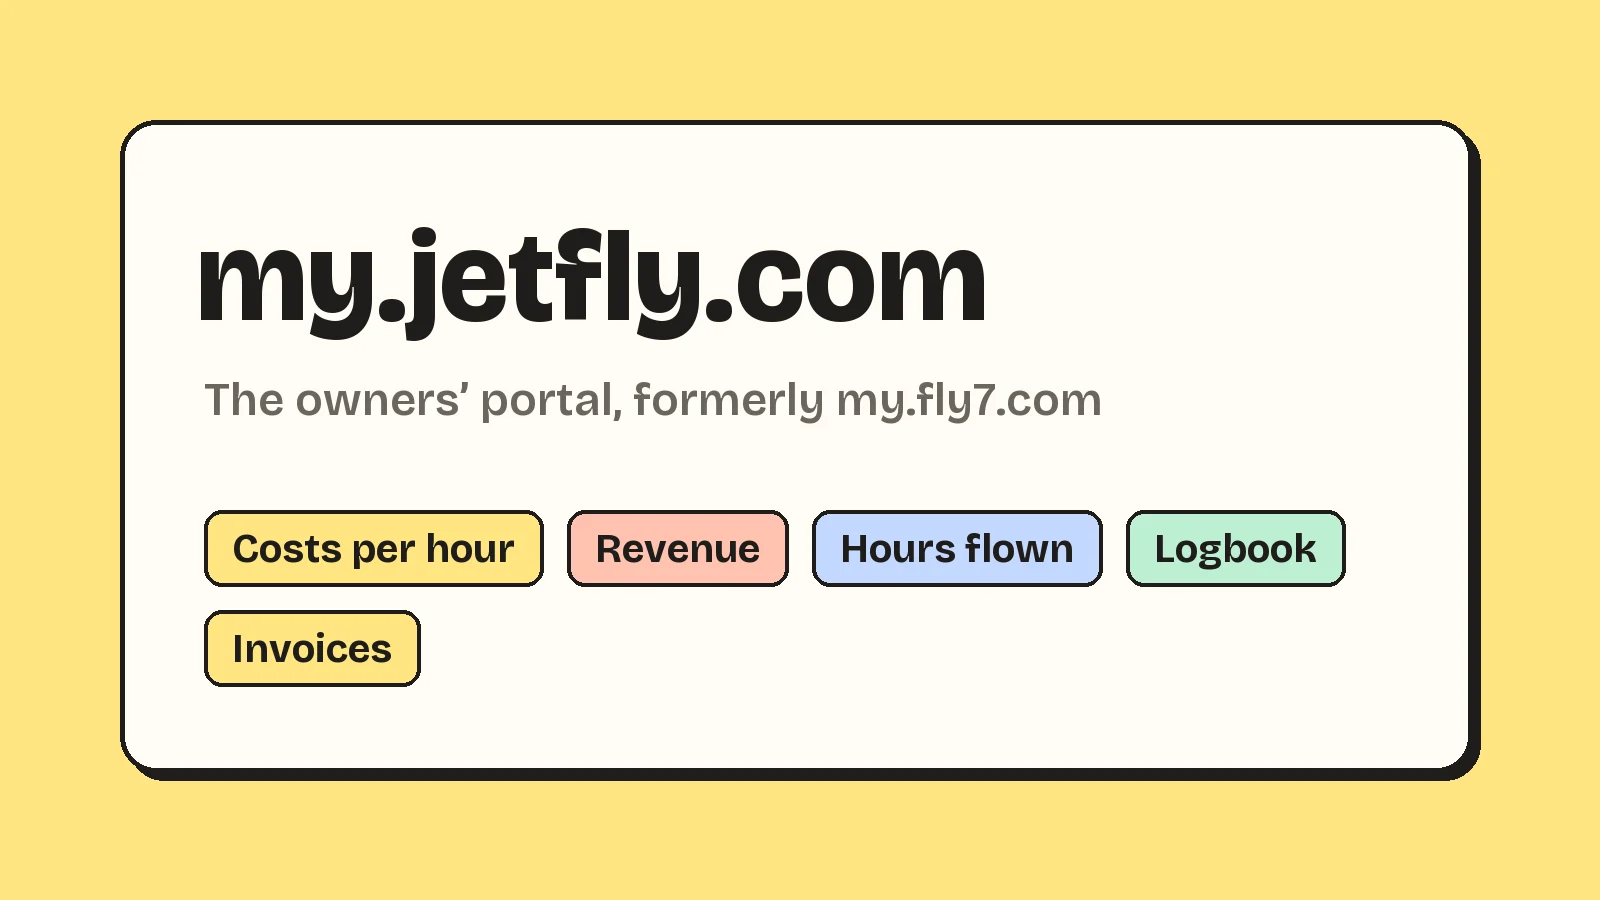 my.jetfly.com
The owners’ portal, formerly my.fly7.com
Costs per hour Revenue Hours flown Logbook
Invoices